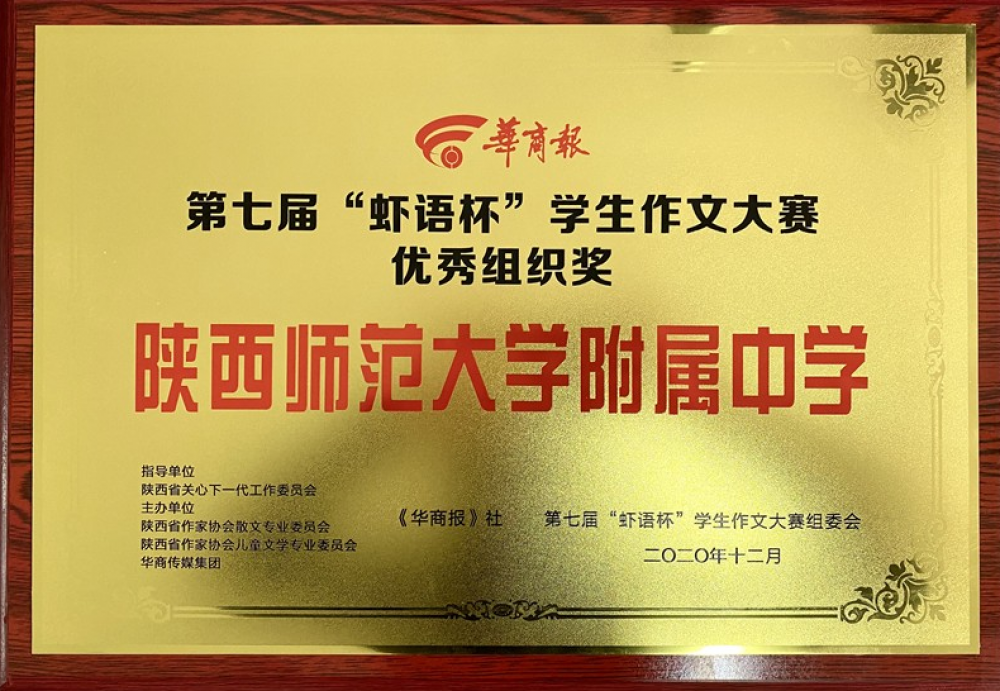 華商報
第七届“虾语杯”学生作文大赛
优秀组织奖
陕西师范大学附属中学
指导单位
陕西省关心下一代工作委员会
主办单位
陕西省作家协会散文专业委员会
陕西省作家协会儿童文学专业委员会
华商传媒集团
《华商报》社 第七届“虾语杯”学生作文大赛组委会
二〇二〇年十二月